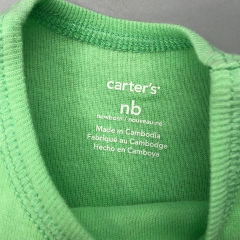 carter's
nb
newborn / nouveau-né
Made in Cambodia
Fabriqué au Cambodge
Hecho en Camboya